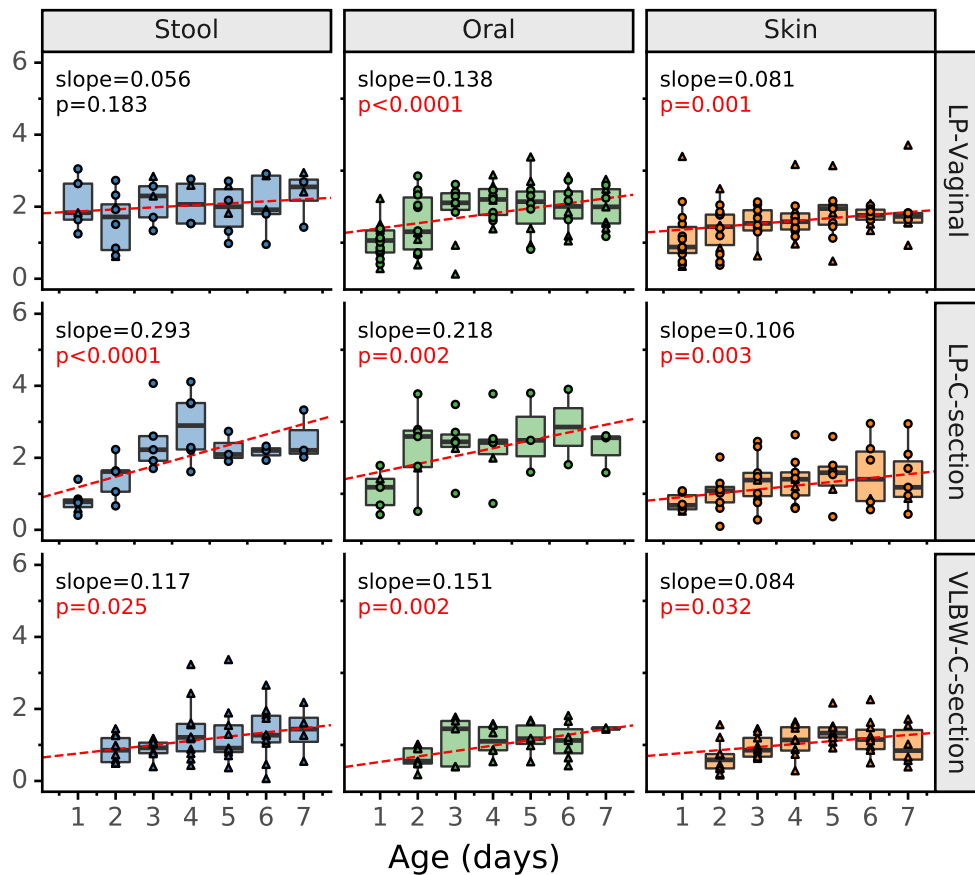 Stool Oral Skin
6
slope=0.056 slope=0.138 slope=0.081
p=0.183 p<0.0001 p=0.001
4
2
0
LP-Vaginal
6
slope=0.293 slope=0.218 slope=0.106
p<0.0001 p=0.002 p=0.003
4
2
0
LP-C-section
6
slope=0.117 slope=0.151 slope=0.084
p=0.025 p=0.002 p=0.032
4
2
0
VLBW-C-section
1 2 3 4 5 6 7 1 2 3 4 5 6 7 1 2 3 4 5 6 7
Age (days)